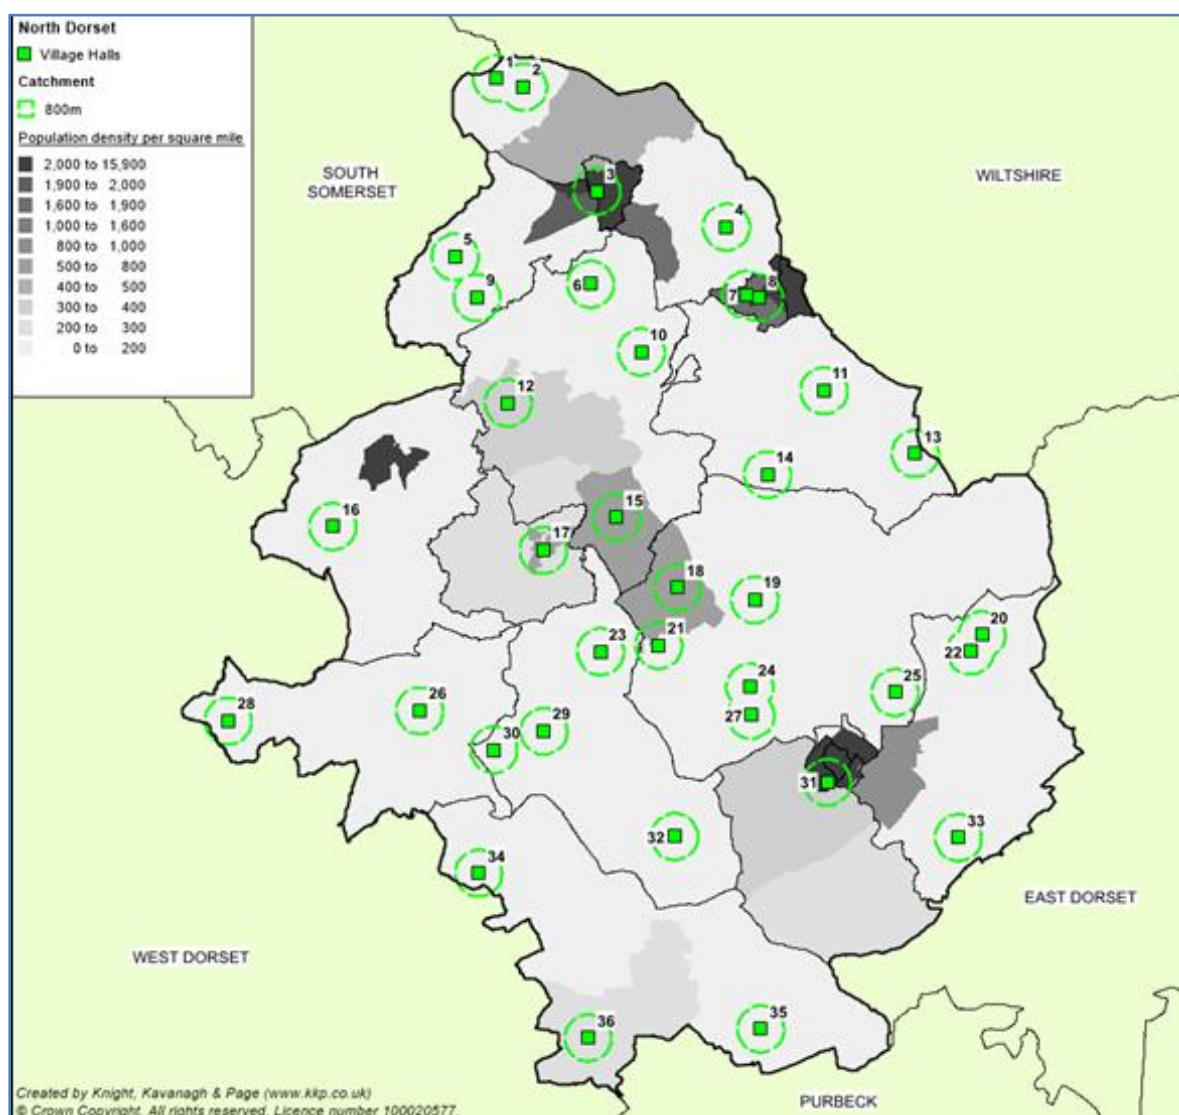 North Dorset
Village Halls
Catchment
800m
Population density per square mile
2,000 to 15,900
1,900 to 2,000
1,600 to 1,900
1,000 to 1,600
800 to 1,000
500 to 800
400 to 500
300 to 400
200 to 300
0 to 200
1
2
SOUTH
SOMERSET
WILTSHIRE
3
4
5
6
7
8
9
10
11
12
13
14
15
16
17
18
19
20
21
22
23
24
25
26
27
28
29
30
31
32
33
34
EAST DORSET
WEST DORSET
35
36
PURBECK
Created by Knight, Kavanagh & Page (www.kkp.co.uk)
© Crown Copyright. All rights reserved. Licence number 100020577.